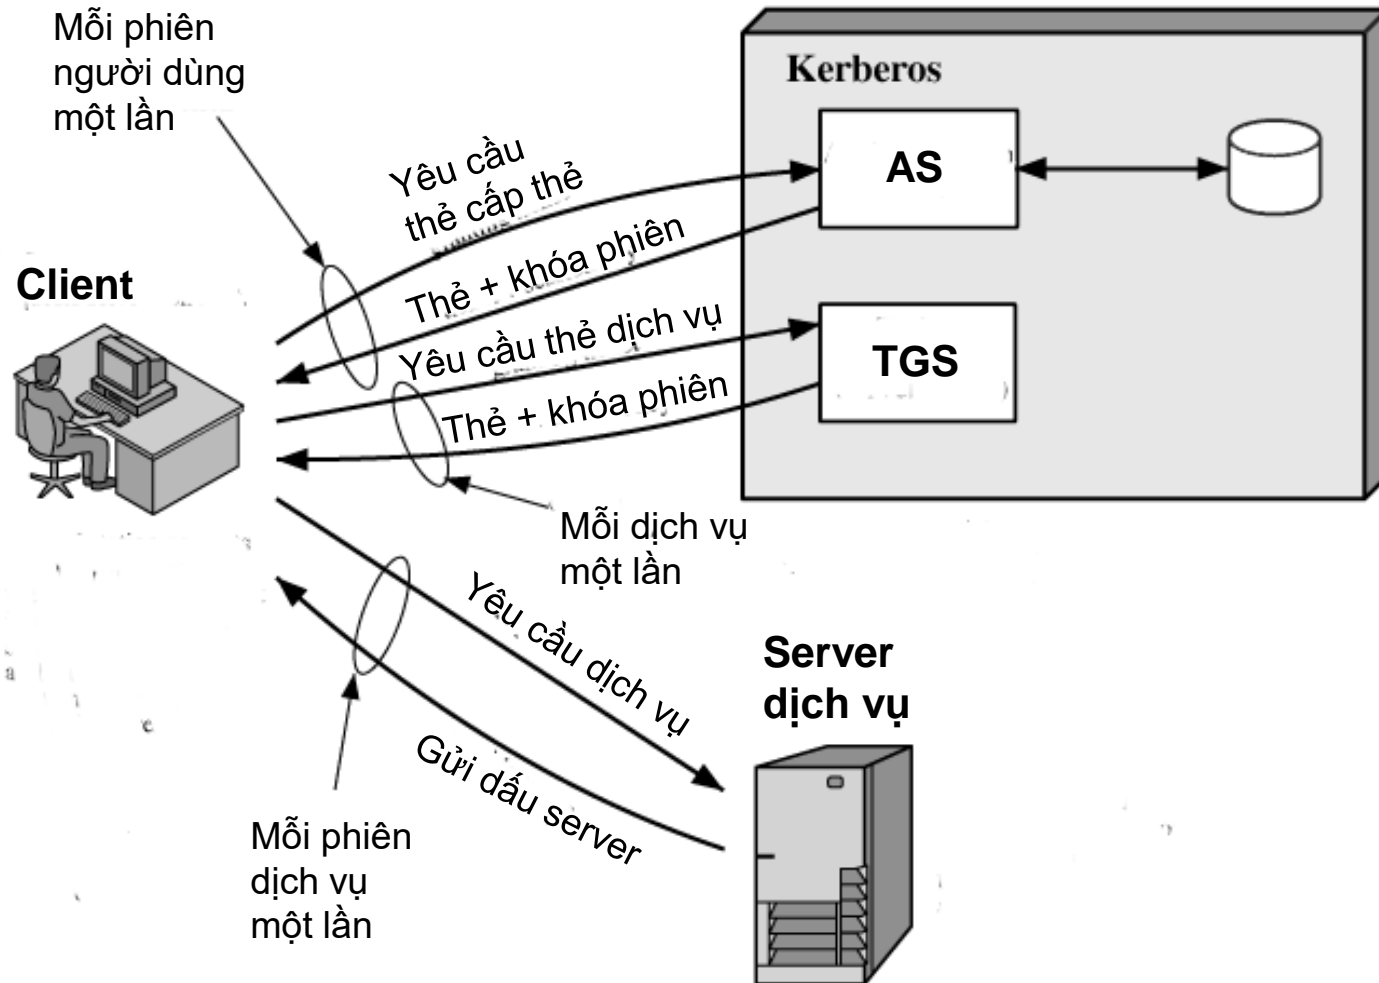 Mỗi phiên
người dùng
một lần
Kerberos
AS
Yêu cầu
thẻ cấp thẻ
Thẻ + khóa phiên
Client
Yêu cầu thẻ dịch vụ
TGS
Thẻ + khóa phiên
Mỗi dịch vụ
một lần
Yêu cầu dịch vụ
Server
dịch vụ
Gửi dấu server
Mỗi phiên
dịch vụ
một lần